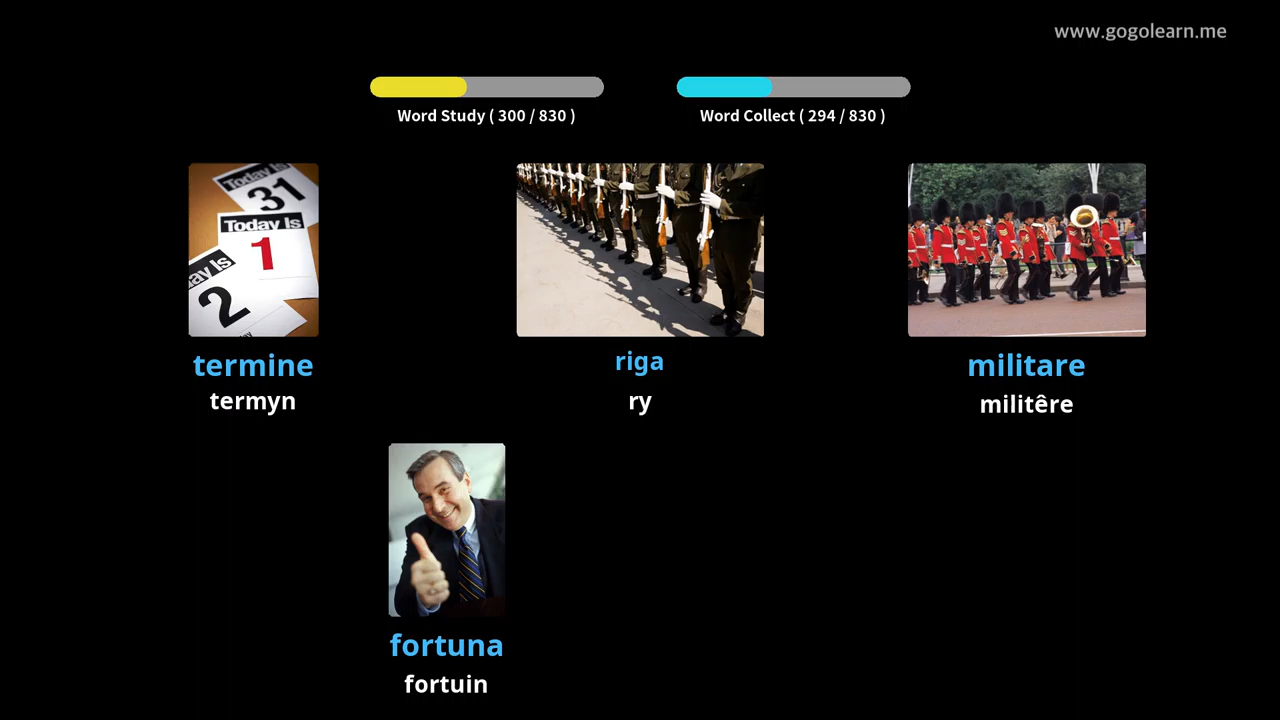 www.gogolearn.me
Word Study ( 300 / 830 )
Word Collect ( 294 / 830 )
Today Is
31
Today Is
1
ay Is
2
termine
termyn
riga
ry
militare
militêre
fortuna
fortuin